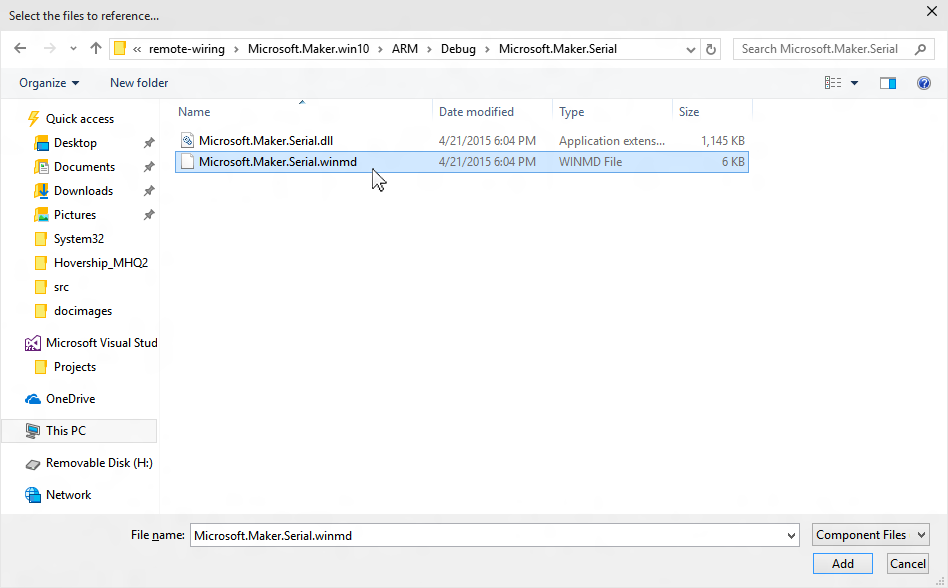 Select the files to reference...
« remote-wiring › Microsoft.Maker.win10 › ARM › Debug › Microsoft.Maker.Serial
Search Microsoft.Maker.Serial
Organize New folder
Name Date modified Type Size
Microsoft.Maker.Serial.dll 4/21/2015 6:04 PM Application extens... 1,145 KB
Microsoft.Maker.Serial.winmd 4/21/2015 6:04 PM WINMD File 6 KB
Quick access
Desktop
Documents
Downloads
Pictures
System32
Hovership_MHQ2
src
docimages
Microsoft Visual Stud
Projects
OneDrive
This PC
Removable Disk (H:)
Network
File name: Microsoft.Maker.Serial.winmd Component Files
Add Cancel